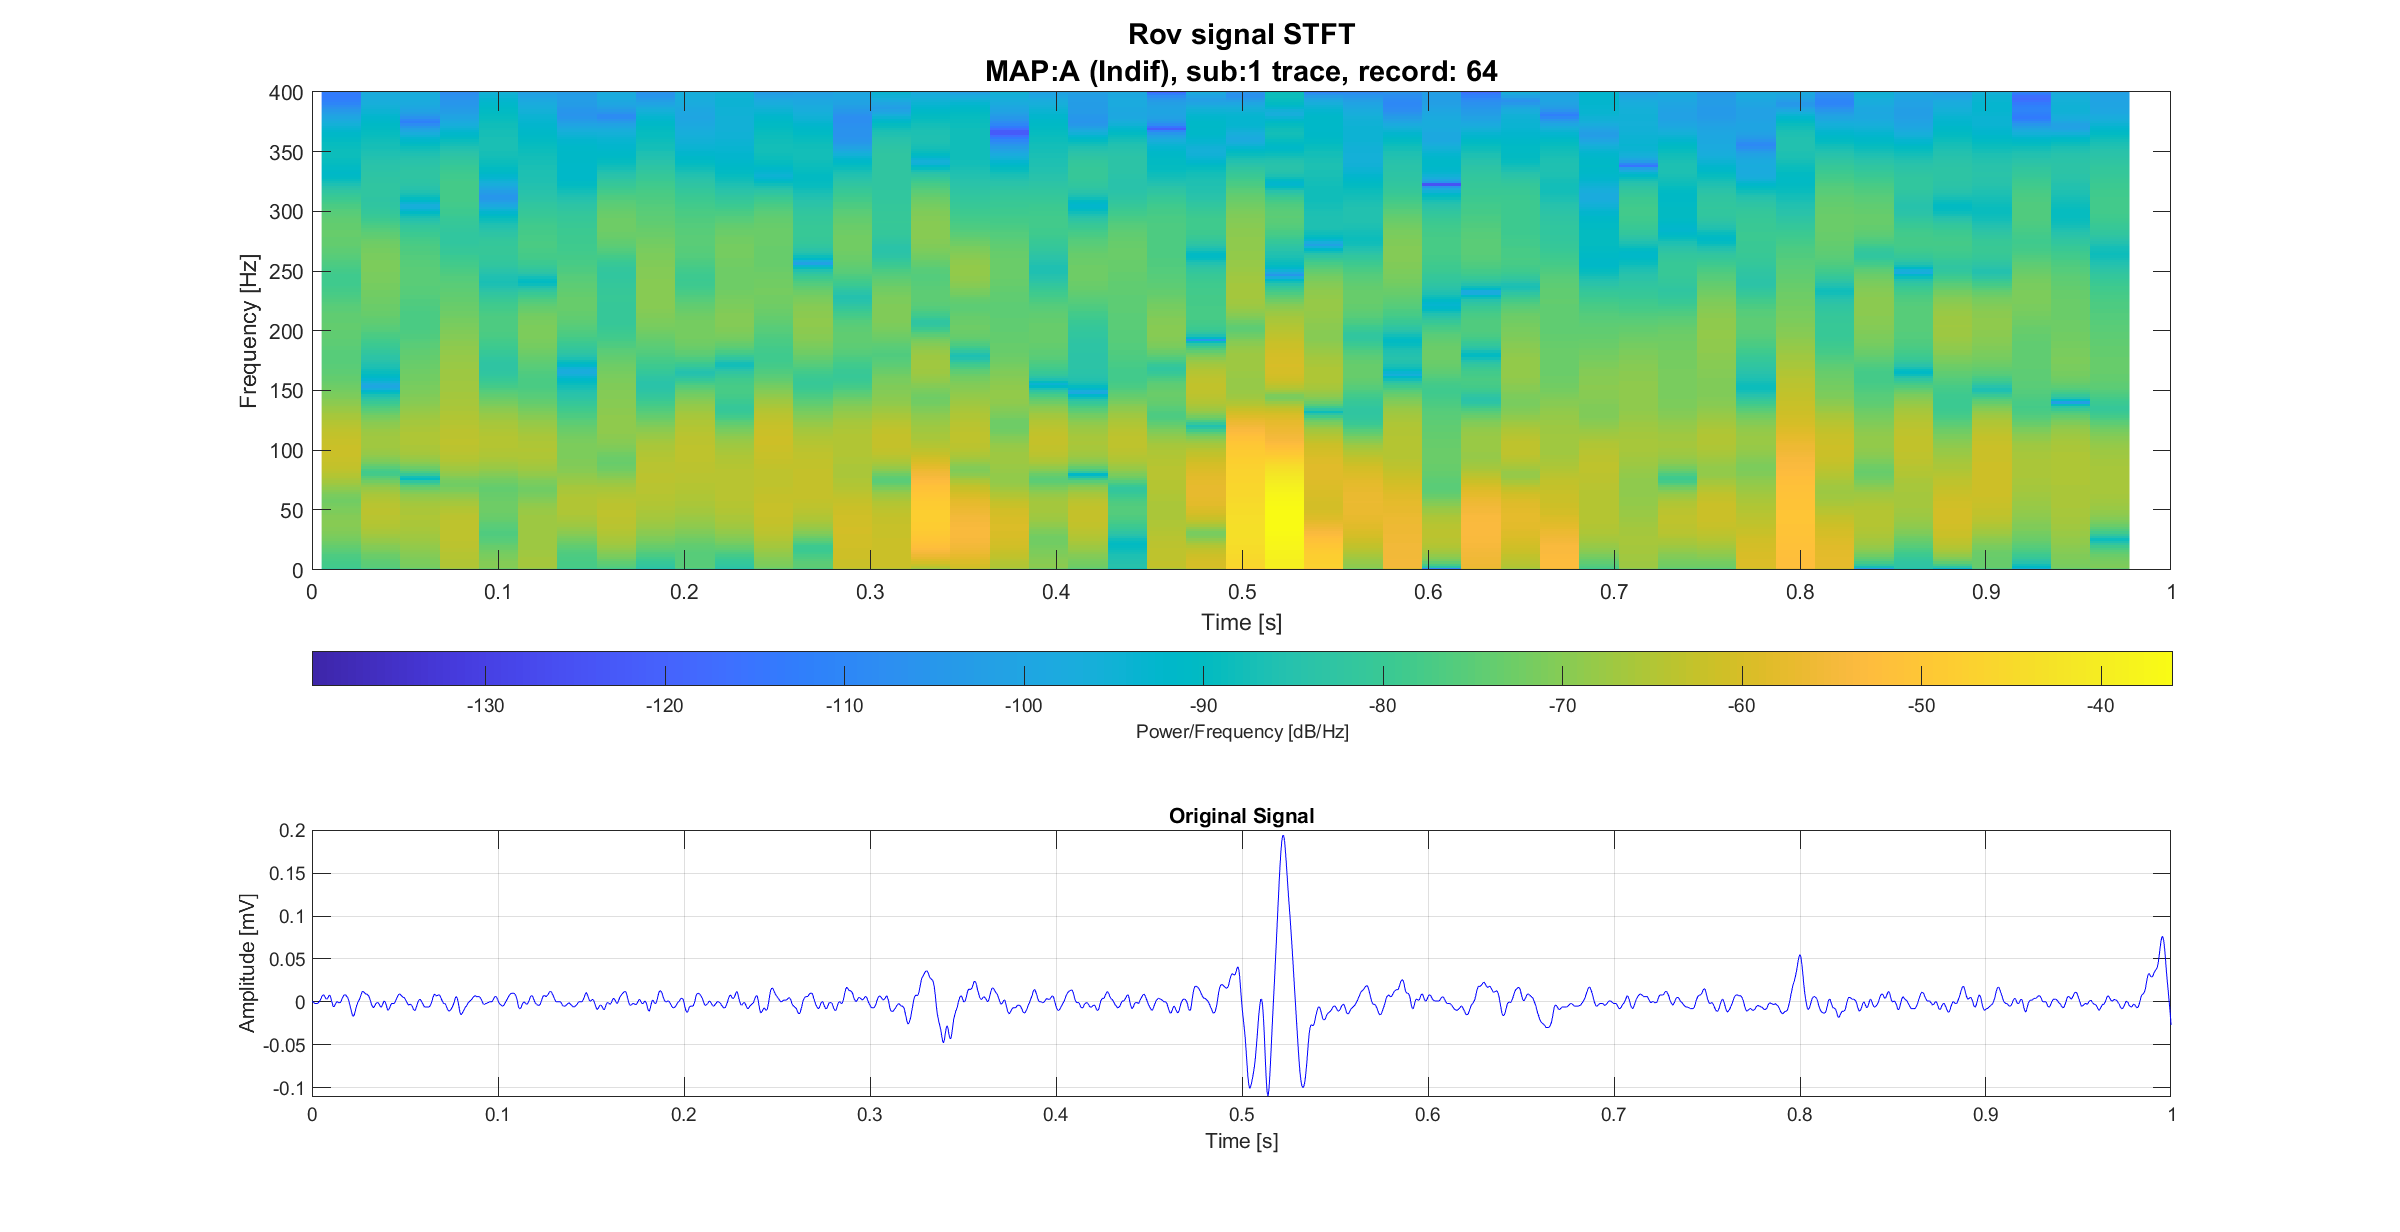 Rov signal STFT
MAP:A (Indif), sub:1 trace, record: 64
400
350
300
250
200
150
100
50
0
Frequency [Hz]
0 0.1 0.2 0.3 0.4 0.5 0.6 0.7 0.8 0.9 1
Time [s]
-130 -120 -110 -100 -90 -80 -70 -60 -50 -40
Power/Frequency [dB/Hz]
Original Signal
0.2
0.15
0.1
0.05
0
-0.05
-0.1
Amplitude [mV]
0 0.1 0.2 0.3 0.4 0.5 0.6 0.7 0.8 0.9 1
Time [s]